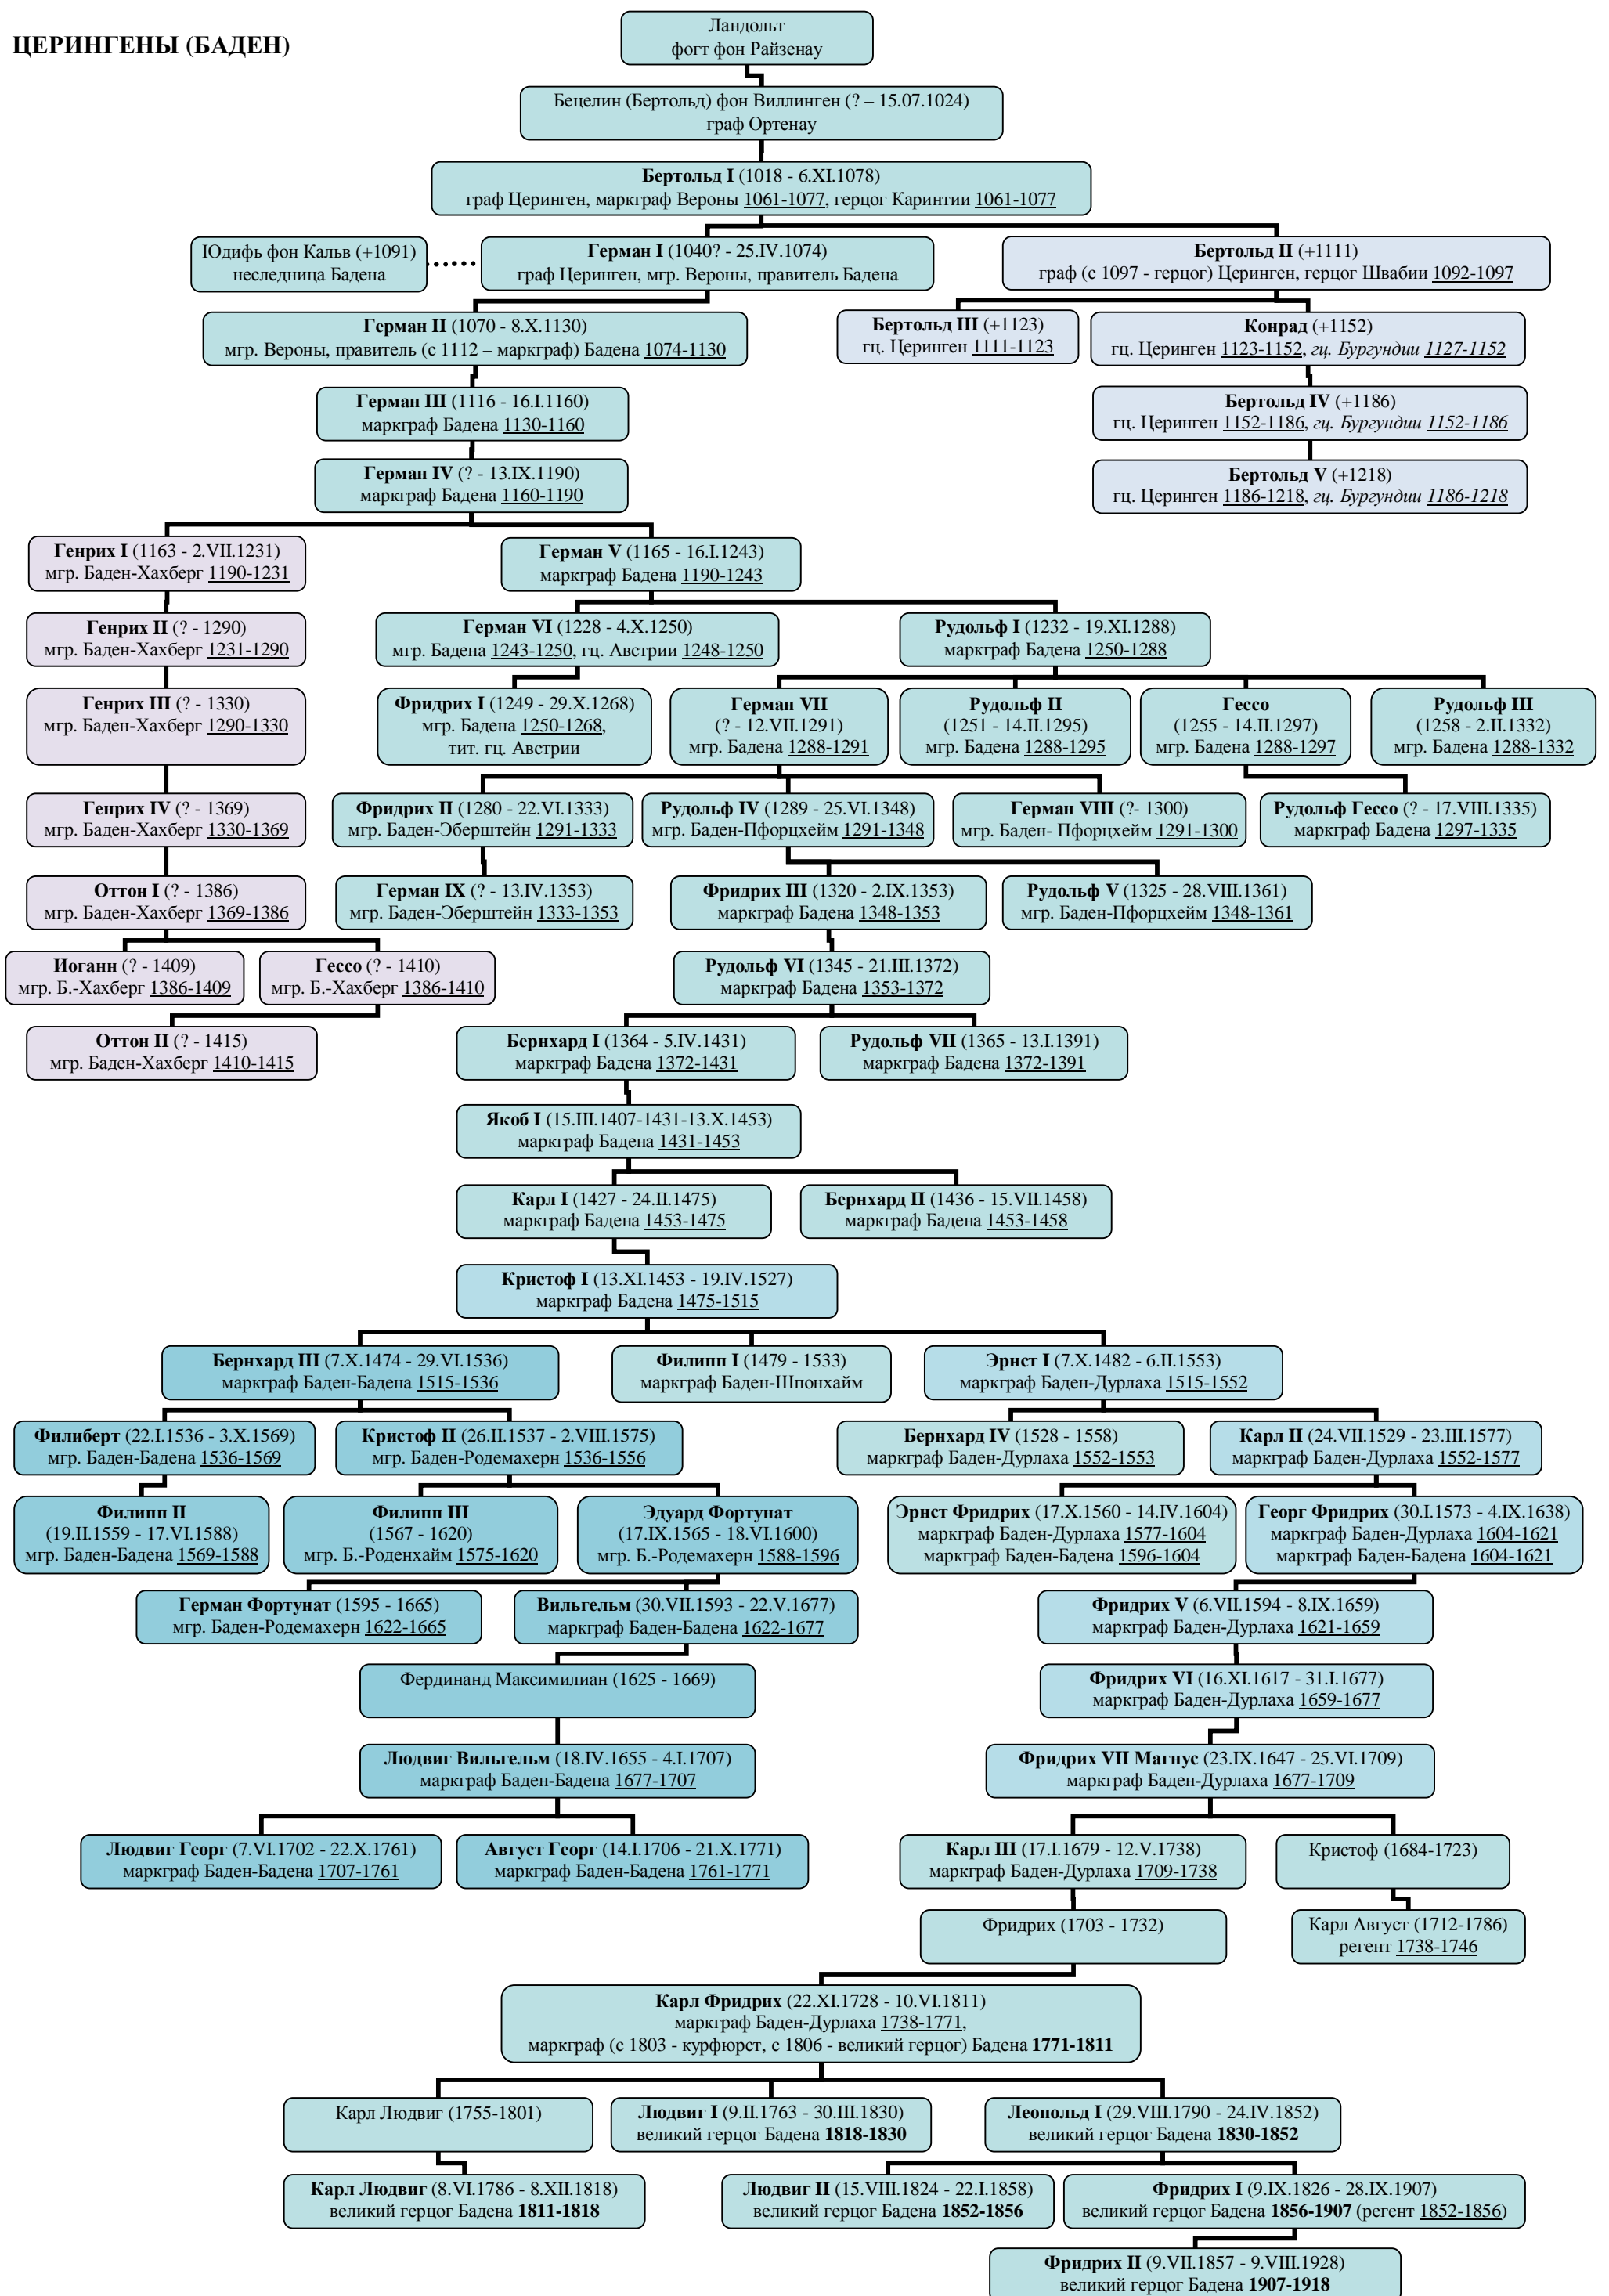 ЦЕРИНГЕНЫ (БАДЕН)
Ландольт
фогт фон Райзенау
Бецелин (Бертольд) фон Виллинген (? – 15.07.1024)
граф Ортенау
Бертольд I (1018 - 6.XI.1078)
граф Церинген, маркграф Вероны 1061-1077, герцог Каринтии 1061-1077
Юдифь фон Кальв (+1091)
неследница Бадена
Герман I (1040? - 25.IV.1074)
граф Церинген, мгр. Вероны, правитель Бадена
Бертольд II (+1111)
граф (с 1097 - герцог) Церинген, герцог Швабии 1092-1097
Герман II (1070 - 8.X.1130)
мгр. Вероны, правитель (с 1112 – маркграф) Бадена 1074-1130
Бертольд III (+1123)
гц. Церинген 1111-1123
Конрад (+1152)
гц. Церинген 1123-1152, гц. Бургундии 1127-1152
Герман III (1116 - 16.I.1160)
маркграф Бадена 1130-1160
Бертольд IV (+1186)
гц. Церинген 1152-1186, гц. Бургундии 1152-1186
Герман IV (? - 13.IX.1190)
маркграф Бадена 1160-1190
Бертольд V (+1218)
гц. Церинген 1186-1218, гц. Бургундии 1186-1218
Генрих I (1163 - 2.VII.1231)
мгр. Баден-Хахберг 1190-1231
Герман V (1165 - 16.I.1243)
маркграф Бадена 1190-1243
Генрих II (? - 1290)
мгр. Баден-Хахберг 1231-1290
Герман VI (1228 - 4.X.1250)
мгр. Бадена 1243-1250, гц. Австрии 1248-1250
Рудольф I (1232 - 19.XI.1288)
маркграф Бадена 1250-1288
Генрих III (? - 1330)
мгр. Баден-Хахберг 1290-1330
Фридрих I (1249 - 29.X.1268)
мгр. Бадена 1250-1268,
тит. гц. Австрии
Герман VII
(? - 12.VII.1291)
мгр. Бадена 1288-1291
Рудольф II
(1251 - 14.II.1295)
мгр. Бадена 1288-1295
Гессо
(1255 - 14.II.1297)
мгр. Бадена 1288-1297
Рудольф III
(1258 - 2.II.1332)
мгр. Бадена 1288-1332
Генрих IV (? - 1369)
мгр. Баден-Хахберг 1330-1369
Фридрих II (1280 - 22.VI.1333)
мгр. Баден-Эберштейн 1291-1333
Рудольф IV (1289 - 25.VI.1348)
мгр. Баден-Пфорцхейм 1291-1348
Герман VIII (?- 1300)
мгр. Баден- Пфорцхейм 1291-1300
Рудольф Гессо (? - 17.VIII.1335)
маркграф Бадена 1297-1335
Оттон I (? - 1386)
мгр. Баден-Хахберг 1369-1386
Герман IX (? - 13.IV.1353)
мгр. Баден-Эберштейн 1333-1353
Фридрих III (1320 - 2.IX.1353)
маркграф Бадена 1348-1353
Рудольф V (1325 - 28.VIII.1361)
мгр. Баден-Пфорцхейм 1348-1361
Иоганн (? - 1409)
мгр. Б.-Хахберг 1386-1409
Гессо (? - 1410)
мгр. Б.-Хахберг 1386-1410
Рудольф VI (1345 - 21.III.1372)
маркграф Бадена 1353-1372
Оттон II (? - 1415)
мгр. Баден-Хахберг 1410-1415
Бернхард I (1364 - 5.IV.1431)
маркграф Бадена 1372-1431
Рудольф VII (1365 - 13.I.1391)
маркграф Бадена 1372-1391
Якоб I (15.III.1407-1431-13.X.1453)
маркграф Бадена 1431-1453
Карл I (1427 - 24.II.1475)
маркграф Бадена 1453-1475
Бернхард II (1436 - 15.VII.1458)
маркграф Бадена 1453-1458
Кристоф I (13.XI.1453 - 19.IV.1527)
маркграф Бадена 1475-1515
Бернхард III (7.X.1474 - 29.VI.1536)
маркграф Баден-Бадена 1515-1536
Филипп I (1479 - 1533)
маркграф Баден-Шпонхайм
Эрнст I (7.X.1482 - 6.II.1553)
маркграф Баден-Дурлаха 1515-1552
Филиберт (22.I.1536 - 3.X.1569)
мгр. Баден-Бадена 1536-1569
Кристоф II (26.II.1537 - 2.VIII.1575)
мгр. Баден-Родемахерн 1536-1556
Бернхард IV (1528 - 1558)
маркграф Баден-Дурлаха 1552-1553
Карл II (24.VII.1529 - 23.III.1577)
маркграф Баден-Дурлаха 1552-1577
Филипп II
(19.II.1559 - 17.VI.1588)
мгр. Баден-Бадена 1569-1588
Филипп III
(1567 - 1620)
мгр. Б.-Роденхайм 1575-1620
Эдуард Фортунат
(17.IX.1565 - 18.VI.1600)
мгр. Б.-Родемахерн 1588-1596
Эрнст Фридрих (17.X.1560 - 14.IV.1604)
маркграф Баден-Дурлаха 1577-1604
маркграф Баден-Бадена 1596-1604
Георг Фридрих (30.I.1573 - 4.IX.1638)
маркграф Баден-Дурлаха 1604-1621
маркграф Баден-Бадена 1604-1621
Герман Фортунат (1595 - 1665)
мгр. Баден-Родемахерн 1622-1665
Вильгельм (30.VII.1593 - 22.V.1677)
маркграф Баден-Бадена 1622-1677
Фридрих V (6.VII.1594 - 8.IX.1659)
маркграф Баден-Дурлаха 1621-1659
Фердинанд Максимилиан (1625 - 1669)
Фридрих VI (16.XI.1617 - 31.I.1677)
маркграф Баден-Дурлаха 1659-1677
Людвиг Вильгельм (18.IV.1655 - 4.I.1707)
маркграф Баден-Бадена 1677-1707
Фридрих VII Магнус (23.IX.1647 - 25.VI.1709)
маркграф Баден-Дурлаха 1677-1709
Людвиг Георг (7.VI.1702 - 22.X.1761)
маркграф Баден-Бадена 1707-1761
Август Георг (14.I.1706 - 21.X.1771)
маркграф Баден-Бадена 1761-1771
Карл III (17.I.1679 - 12.V.1738)
маркграф Баден-Дурлаха 1709-1738
Кристоф (1684-1723)
Фридрих (1703 - 1732)
Карл Август (1712-1786)
регент 1738-1746
Карл Фридрих (22.XI.1728 - 10.VI.1811)
маркграф Баден-Дурлаха 1738-1771,
маркграф (с 1803 - курфюрст, с 1806 - великий герцог) Бадена 1771-1811
Карл Людвиг (1755-1801)
Людвиг I (9.II.1763 - 30.III.1830)
великий герцог Бадена 1818-1830
Леопольд I (29.VIII.1790 - 24.IV.1852)
великий герцог Бадена 1830-1852
Карл Людвиг (8.VI.1786 - 8.XII.1818)
великий герцог Бадена 1811-1818
Людвиг II (15.VIII.1824 - 22.I.1858)
великий герцог Бадена 1852-1856
Фридрих I (9.IX.1826 - 28.IX.1907)
великий герцог Бадена 1856-1907 (регент 1852-1856)
Фридрих II (9.VII.1857 - 9.VIII.1928)
великий герцог Бадена 1907-1918